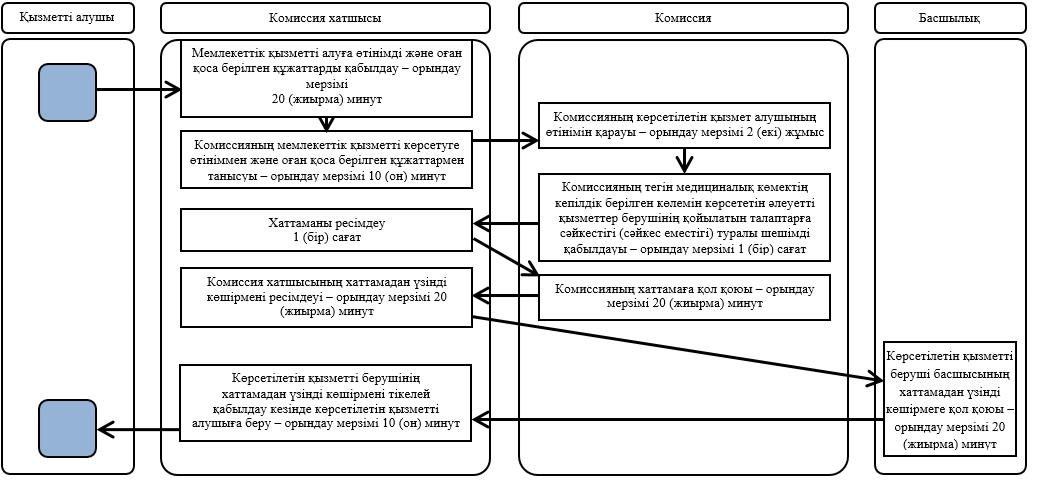 Қызметті алушы
Комиссия хатшысы
Комиссия
Басшылық
Мемлекеттік қызметті алуға өтінімді және оған
қоса берілген құжаттарды қабылдау – орындау
мерзімі
20 (жиырма) минут
Комиссияның мемлекеттік қызметті көрсетуге
өтініммен және оған қоса берілген құжаттармен
танысуы – орындау мерзімі 10 (он) минут
Комиссияның көрсетілетін қызмет алушының
өтінімін қарауы – орындау мерзімі 2 (екі) жұмыс
Комиссияның тегін медициналық көмектің
кепілдік берілген көлемін көрсететін әлеуетті
қызметтер берушінің қойылатын талаптарға
сәйкестігі (сәйкес еместігі) туралы шешімді
қабылдауы – орындау мерзімі 1 (бір) сағат
Хаттаманы ресімдеу
1 (бір) сағат
Комиссияның хаттамаға қол қоюы – орындау
мерзімі 20 (жиырма) минут
Комиссия хатшысының хаттамадан үзінді
көшірмені ресімдеуі – орындау мерзімі 20
(жиырма) минут
Көрсетілетін қызметті
беруші басшысының
хаттамадан үзінді
көшірмеге қол қоюы –
орындау мерзімі 20
(жиырма) минут
Көрсетілетін қызметті берушінің
хаттамадан үзінді көшірмені тікелей
қабылдау кезінде көрсетілетін қызметті
алушыға беру – орындау мерзімі 10 (он) минут